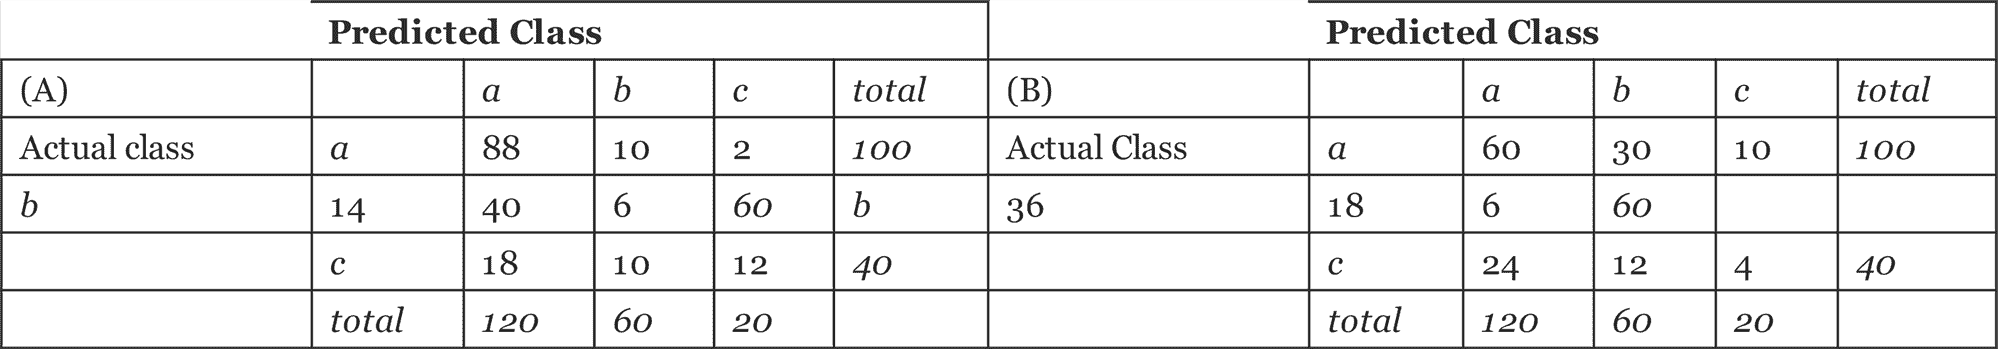 Predicted Class Predicted Class
(A) a b c total (B) a b c total
Actual class a 88 10 2 100 Actual Class a 60 30 10 100
b 14 40 6 60 b 36 18 6 60
c 18 10 12 40 c 24 12 4 40
total 120 60 20 total 120 60 20